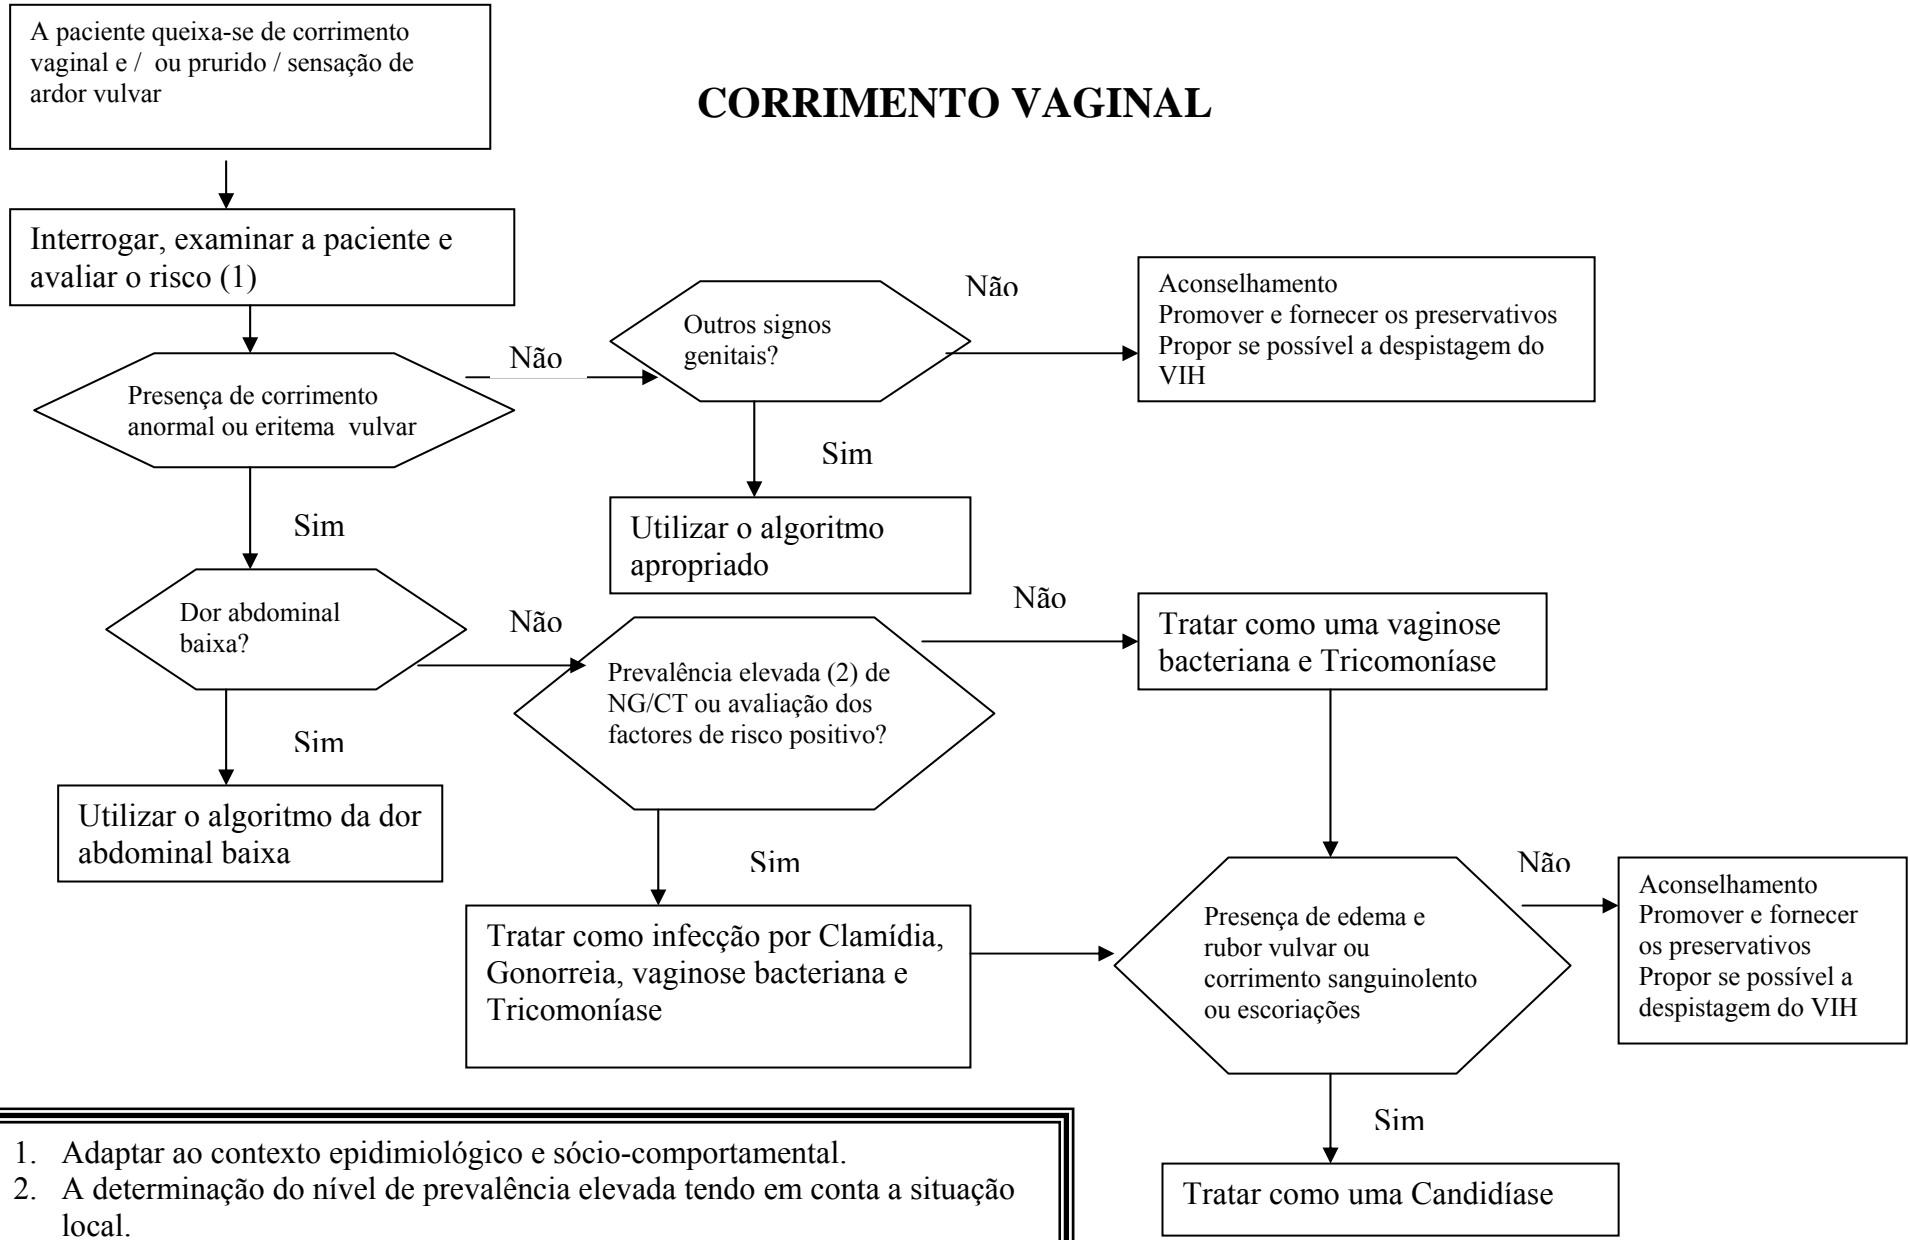 A paciente queixa-se de corrimento
vaginal e / ou prurido / sensação de
ardor vulvar
CORRIMENTO VAGINAL
Interrogar, examinar a paciente e
avaliar o risco (1)
Não
Outros signos
genitais?
Aconselhamento
Promover e fornecer os preservativos
Propor se possível a despistagem do
VIH
Não
Presença de corrimento
anormal ou eritema vulvar
Sim
Sim
Utilizar o algoritmo
apropriado
Dor abdominal
baixa?
Não
Não
Prevalência elevada (2) de
NG/CT ou avaliação dos
factores de risco positivo?
Tratar como uma vaginose
bacteriana e Tricomoníase
Sim
Utilizar o algoritmo da dor
abdominal baixa
Sim
Tratar como infecção por Clamídia,
Gonorreia, vaginose bacteriana e
Tricomoníase
Presença de edema e
rubor vulvar ou
corrimento sanguinolento
ou escoriações
Não
Aconselhamento
Promover e fornecer
os preservativos
Propor se possível a
despistagem do VIH
Sim
Tratar como uma Candidíase
1. Adaptar ao contexto epidimiológico e sócio-comportamental.
2. A determinação do nível de prevalência elevada tendo em conta a situação
local.